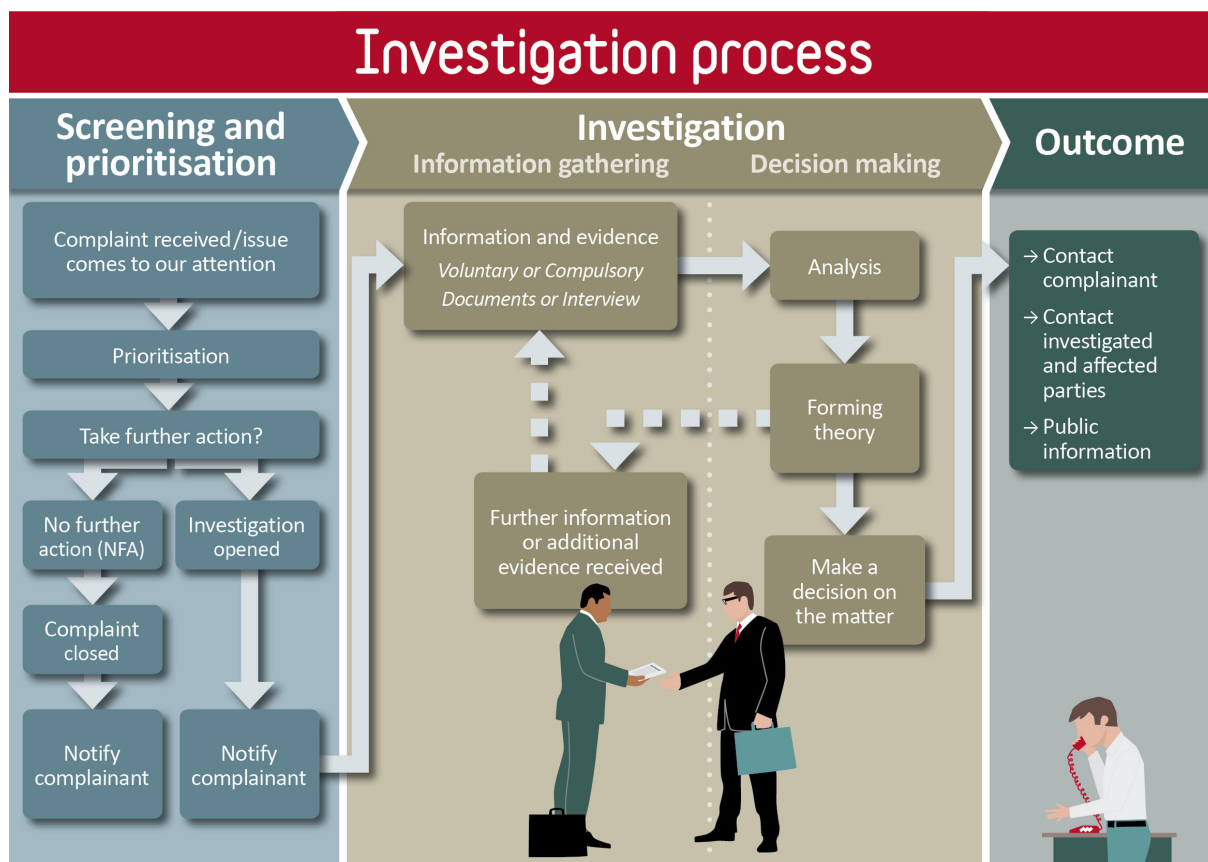 Investigation process
Screening and
prioritisation
Complaint received/issue
comes to our attention
Prioritisation
Take further action?
No further
action (NFA)
Investigation
opened
Complaint
closed
Notify
complainant
Notify
complainant
Investigation
Information gathering
Decision making
Information and evidence
Voluntary or Compulsory
Documents or Interview
Analysis
Forming
theory
Further information
or additional
evidence received
Make a
decision on
the matter
Outcome
→ Contact
complainant
→ Contact
investigated
and affected
parties
→ Public
information